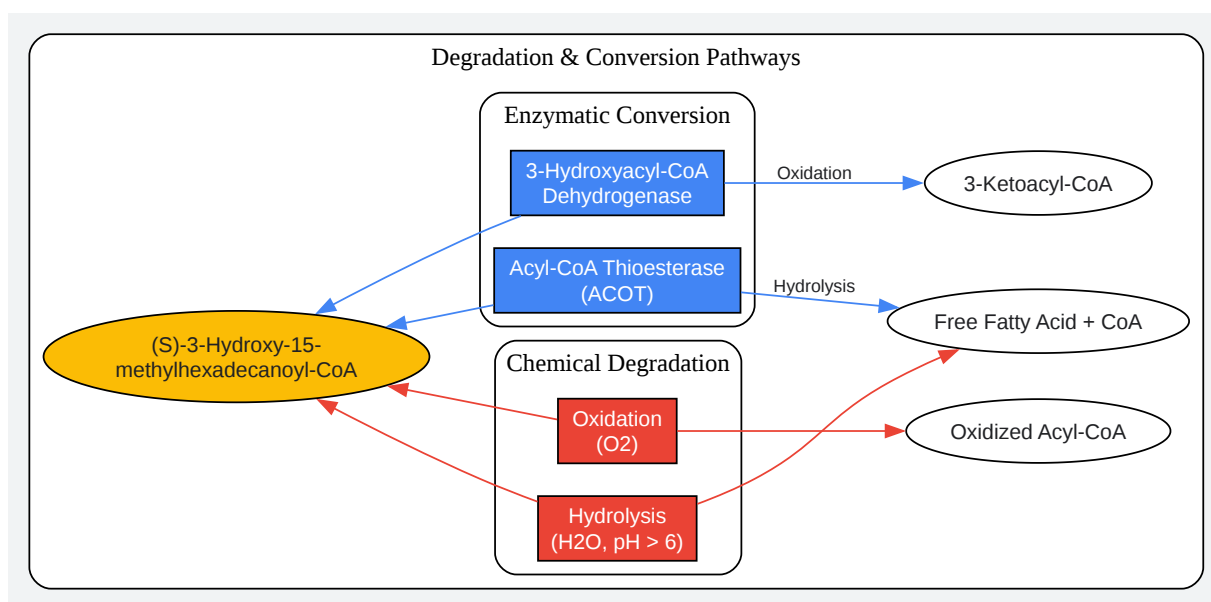 Degradation & Conversion Pathways
Enzymatic Conversion
3-Hydroxyacyl-CoA
Dehydrogenase
Oxidation
3-Ketoacyl-CoA
Acyl-CoA Thioesterase
(ACOT)
Hydrolysis
Free Fatty Acid + CoA
(S)-3-Hydroxy-15-
methylhexadecanoyl-CoA
Chemical Degradation
Oxidation
(O2)
Oxidized Acyl-CoA
Hydrolysis
(H2O, pH > 6)